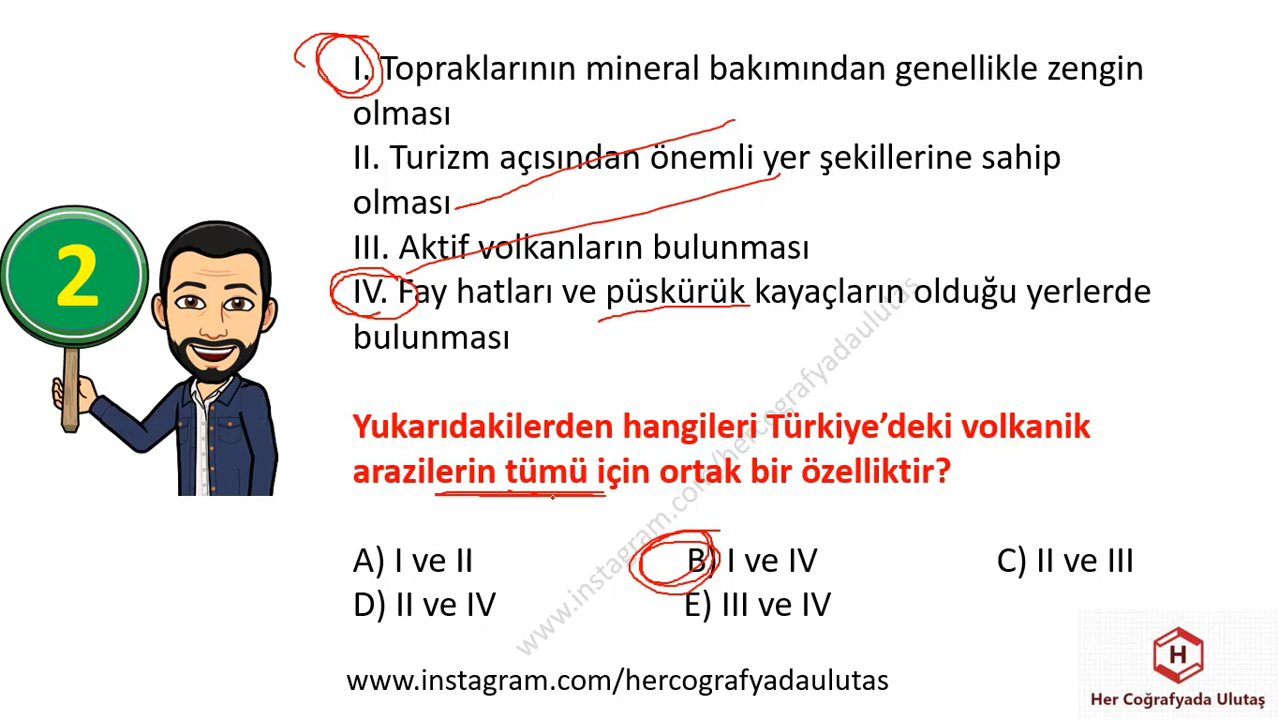 I. Topraklarının mineral bakımından genellikle zengin
olması
II. Turizm açısından önemli yer şekillerine sahip
olması
III. Aktif volkanların bulunması
IV. Fay hatları ve püskürük kayaçların olduğu yerlerde
bulunması
2
Yukarıdakilerden hangileri Türkiye’deki volkanik
arazilerin tümü için ortak bir özelliktir?
A) I ve II B) I ve IV C) II ve III
D) II ve IV E) III ve IV
www.instagram.com/hercografyadaulutas
www.instagram.com/hercografyadaulutas
H
Her Coğrafyada Ulutaş